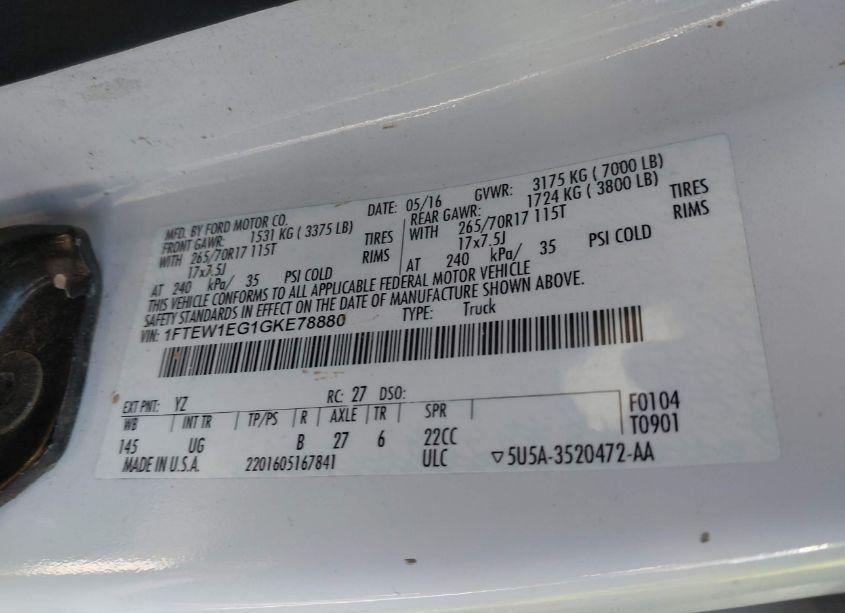 MFD. BY FORD MOTOR CO. DATE: 05/16 GVWR: 3175 KG ( 7000 LB)
FRONT GAWR: 1531 KG ( 3375 LB) REAR GAWR: 1724 KG ( 3800 LB)
WITH 265/70R17 115T TIRES WITH 265/70R17 115T TIRES
17x7.5J RIMS 17x7.5J RIMS
AT 240 kPa/ 35 PSI COLD AT 240 kPa/ 35 PSI COLD
THIS VEHICLE CONFORMS TO ALL APPLICABLE FEDERAL MOTOR VEHICLE
SAFETY STANDARDS IN EFFECT ON THE DATE OF MANUFACTURE SHOWN ABOVE.
VIN: 1FTEW1EG1GKE78880 TYPE: Truck
EXT PNT: YZ RC: 27 DSO:
WB INT TR TP/PS R AXLE TR SPR F0104
145 UG B 27 6 22CC T0901
MADE IN U.S.A. 2201605167841 ULC ▽5U5A-3520472-AA